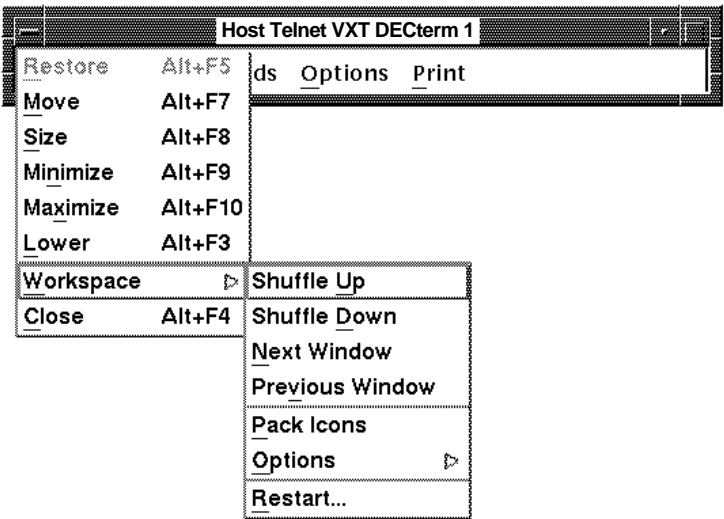 Host Telnet VXT DECterm 1
ds Options Print
Restore Alt+F5
Move Alt+F7
Size Alt+F8
Minimize Alt+F9
Maximize Alt+F10
Lower Alt+F3
Workspace
Close Alt+F4
Shuffle Up
Shuffle Down
Next Window
Previous Window
Pack Icons
Options
Restart...